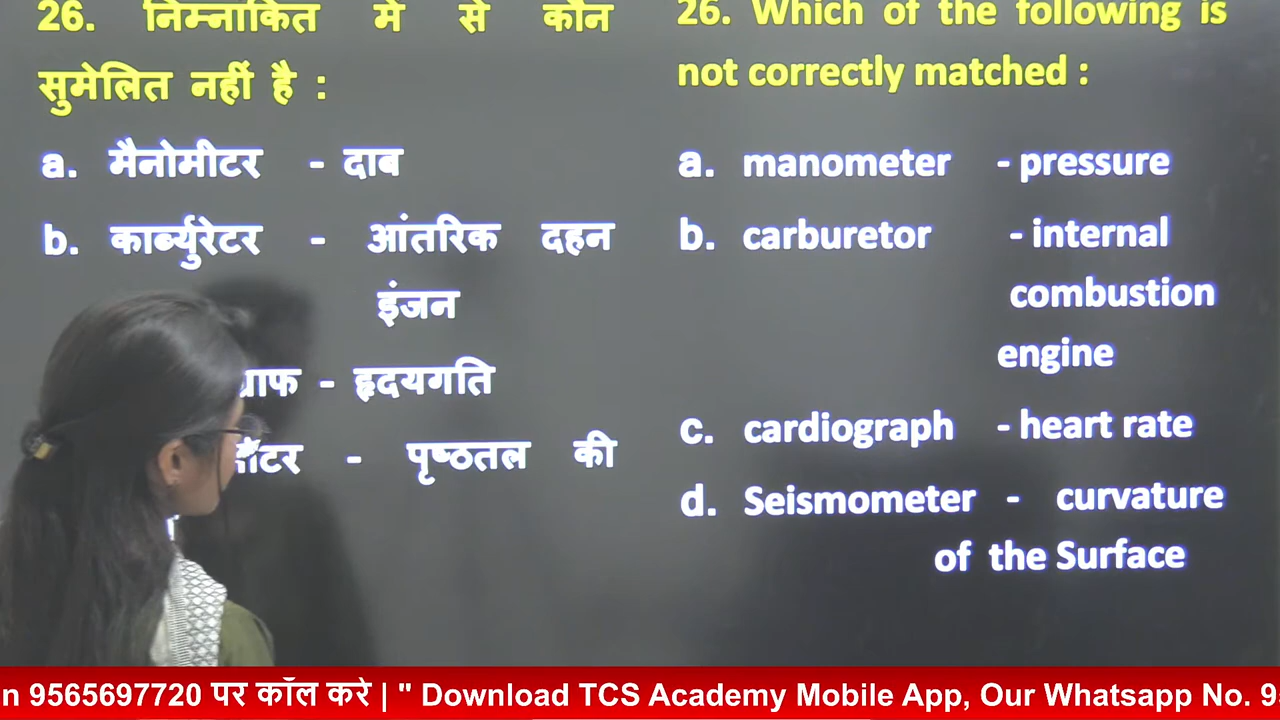 26. निम्नांकित में से कौन
सुमेलित नहीं है :
a. मैनोमीटर - दाब
b. कार्ब्युरेटर - आंतरिक दहन
इंजन
ग्राफ - हृदयगति
मीटर - पृष्ठतल की
26. Which of the following is
not correctly matched :
a. manometer - pressure
b. carburetor - internal
combustion
engine
c. cardiograph - heart rate
d. Seismometer - curvature
of the Surface
n 9565697720 पर कॉल करे | " Download TCS Academy Mobile App, Our Whatsapp No. 9